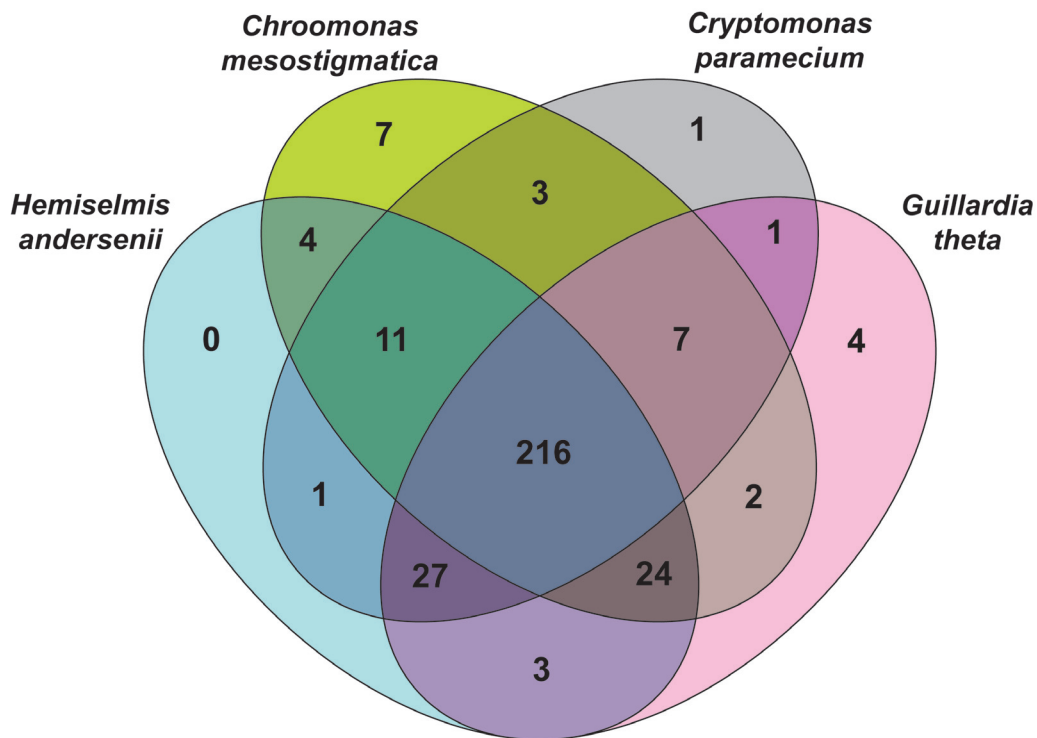 Chroomonas
mesostigmatica
Cryptomonas
paramecium
Hemiselmis
andersenii
Guillardia
theta
7
1
3
4
1
0
11
7
4
216
1
2
27
24
3